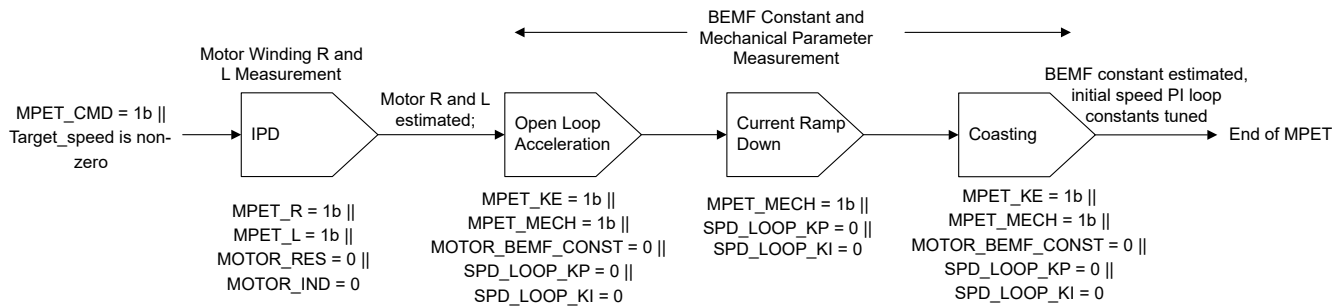 BEMF Constant and
Mechanical Parameter
Measurement
Motor Winding R and
L Measurement
MPET_CMD = 1b ||
Target_speed is non-
zero
IPD
Motor R and L
estimated;
Open Loop
Acceleration
Current Ramp
Down
Coasting
BEMF constant estimated,
initial speed PI loop
constants tuned
End of MPET
MPET_R = 1b ||
MPET_L = 1b ||
MOTOR_RES = 0 ||
MOTOR_IND = 0
MPET_KE = 1b ||
MPET_MECH = 1b ||
MOTOR_BEMF_CONST = 0 ||
SPD_LOOP_KP = 0 ||
SPD_LOOP_KI = 0
MPET_MECH = 1b ||
SPD_LOOP_KP = 0 ||
SPD_LOOP_KI = 0
MPET_KE = 1b ||
MPET_MECH = 1b ||
MOTOR_BEMF_CONST = 0 ||
SPD_LOOP_KP = 0 ||
SPD_LOOP_KI = 0